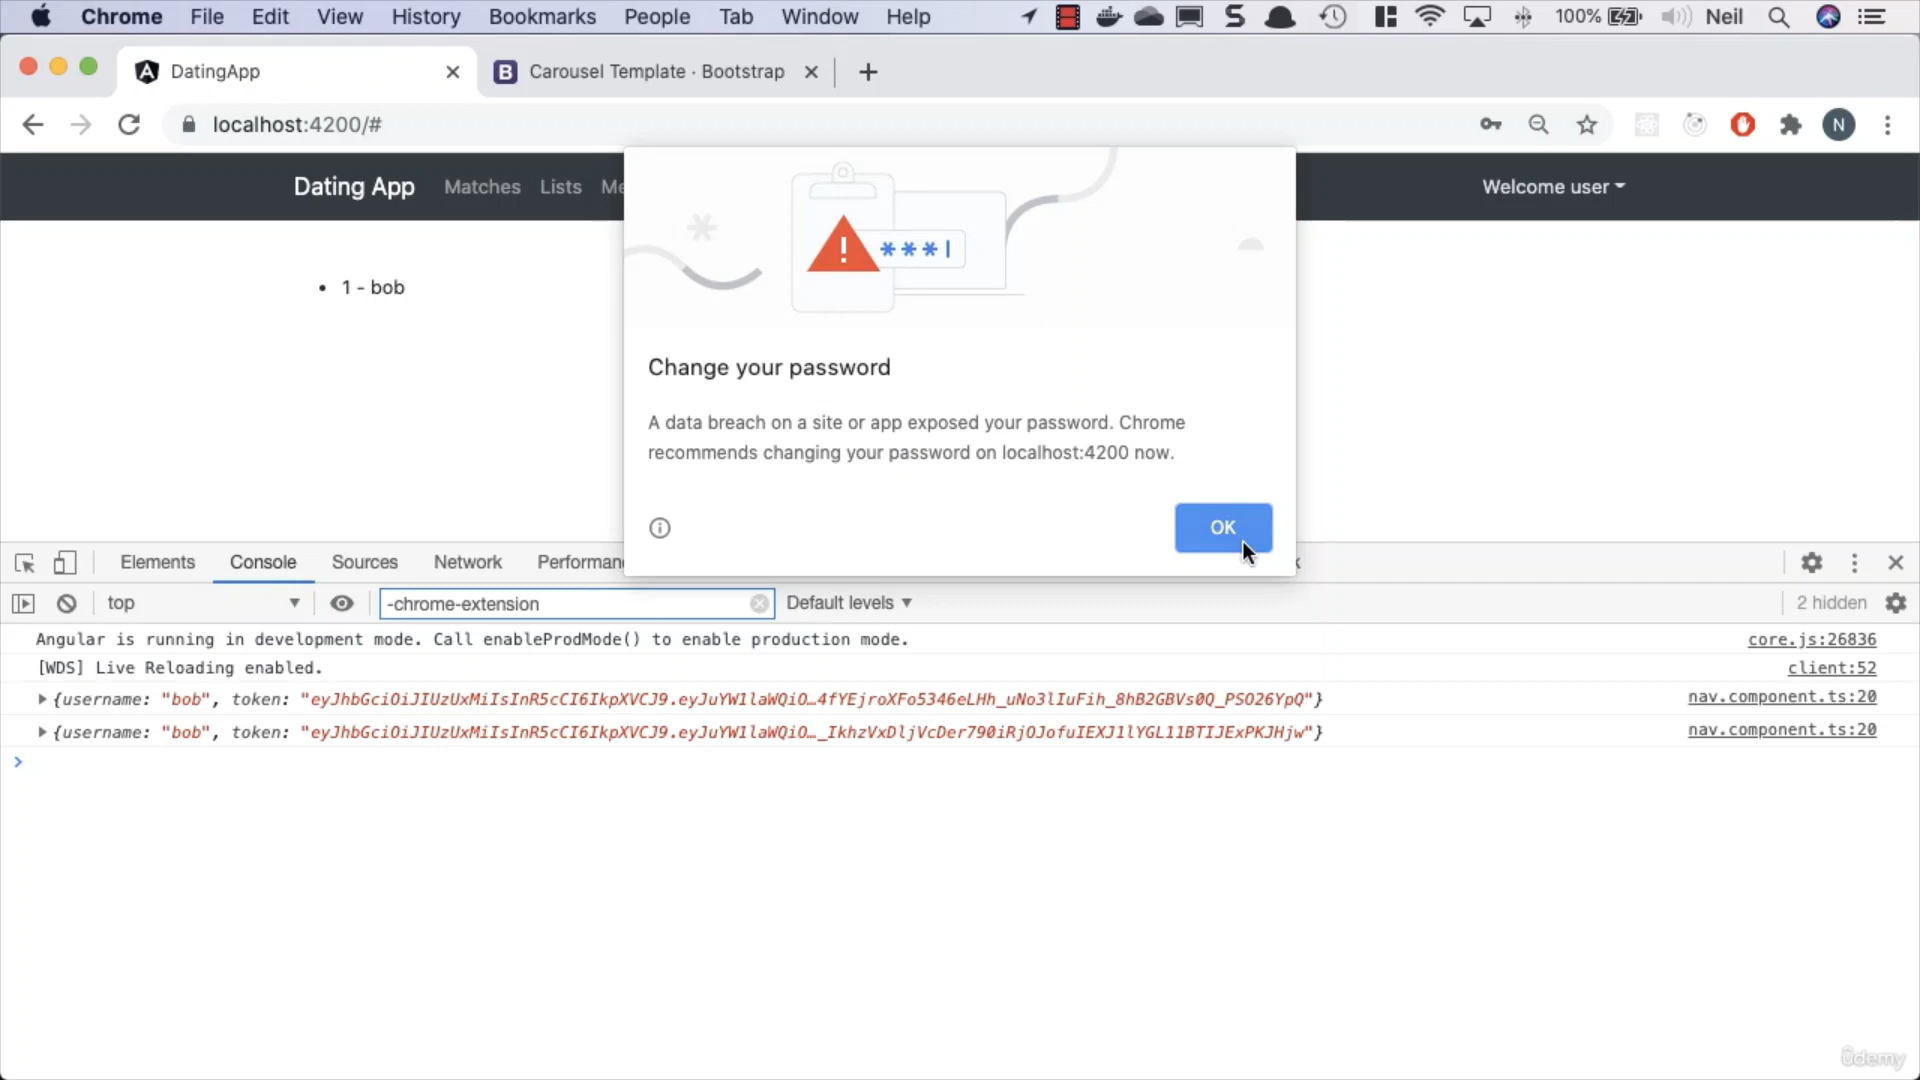 Chrome File Edit View History Bookmarks People Tab Window Help 100% Neil
DatingApp Carousel Template · Bootstrap
localhost:4200/# N
Dating App Matches Lists Me Welcome user
• 1 - bob
***|
Change your password
A data breach on a site or app exposed your password. Chrome
recommends changing your password on localhost:4200 now.
OK
Elements Console Sources Network Performan k
top -chrome-extension Default levels 2 hidden
Angular is running in development mode. Call enableProdMode() to enable production mode. core.js:26836
[WDS] Live Reloading enabled. client:52
{username: "bob", token: "eyJhbGciOiJIUzUxMiIsInR5cCI6IkpXVCJ9.eyJuYW1laWQiO…4fYEjroXFo5346eLHh_uNo3lIuFih_8hB2GBVs0Q_PSO26YpQ"} nav.component.ts:20
{username: "bob", token: "eyJhbGciOiJIUzUxMiIsInR5cCI6IkpXVCJ9.eyJuYW1laWQiO…_IkhzVxDljVcDer790iRjOJofuIEXJ1lYGL11BTIJExPKJHjw"} nav.component.ts:20
ûdemy